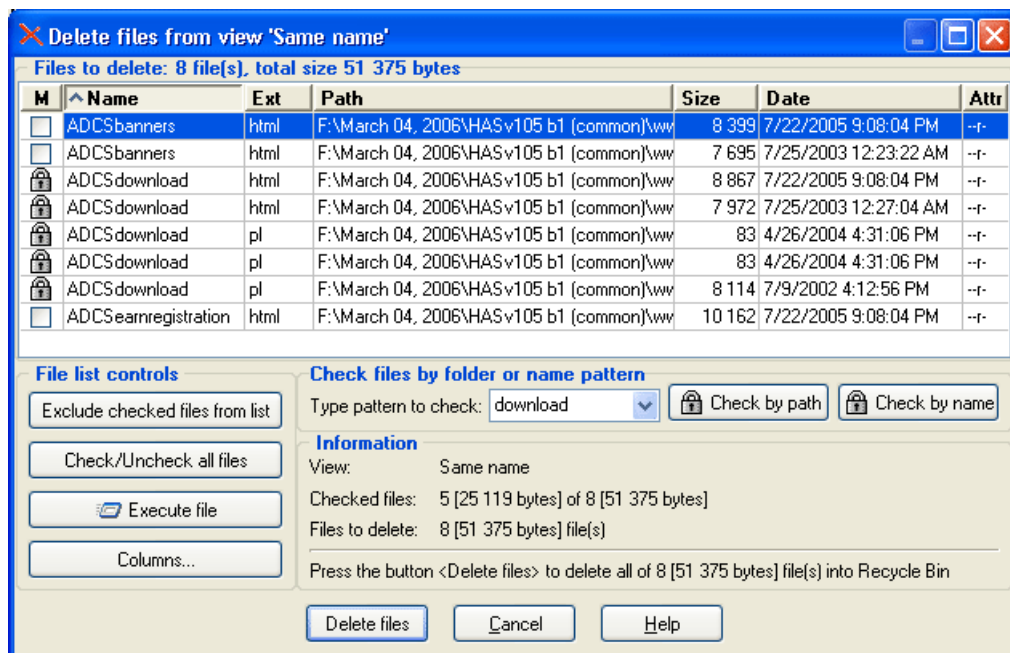 Delete files from view 'Same name'
Files to delete: 8 file(s), total size 51 375 bytes
M Name Ext Path Size Date Attr
ADCSbanners html F:\March 04, 2006\HASv105 b1 (common)\ww 8 399 7/22/2005 9:08:04 PM --r-
ADCSbanners html F:\March 04, 2006\HASv105 b1 (common)\ww 7 695 7/25/2003 12:23:22 AM --r-
ADCSdownload html F:\March 04, 2006\HASv105 b1 (common)\ww 8 867 7/22/2005 9:08:04 PM --r-
ADCSdownload html F:\March 04, 2006\HASv105 b1 (common)\ww 7 972 7/25/2003 12:27:04 AM --r-
ADCSdownload pl F:\March 04, 2006\HASv105 b1 (common)\ww 83 4/26/2004 4:31:06 PM --r-
ADCSdownload pl F:\March 04, 2006\HASv105 b1 (common)\ww 83 4/26/2004 4:31:06 PM --r-
ADCSdownload pl F:\March 04, 2006\HASv105 b1 (common)\ww 8 114 7/9/2002 4:12:56 PM --r-
ADCSearnregistration html F:\March 04, 2006\HASv105 b1 (common)\ww 10 162 7/22/2005 9:08:04 PM --r-
File list controls
Exclude checked files from list
Check/Uncheck all files
Execute file
Columns...
Check files by folder or name pattern
Type pattern to check: download Check by path Check by name
Information
View: Same name
Checked files: 5 [25 119 bytes] of 8 [51 375 bytes]
Files to delete: 8 [51 375 bytes] file(s)
Press the button <Delete files> to delete all of 8 [51 375 bytes] file(s) into Recycle Bin
Delete files Cancel Help